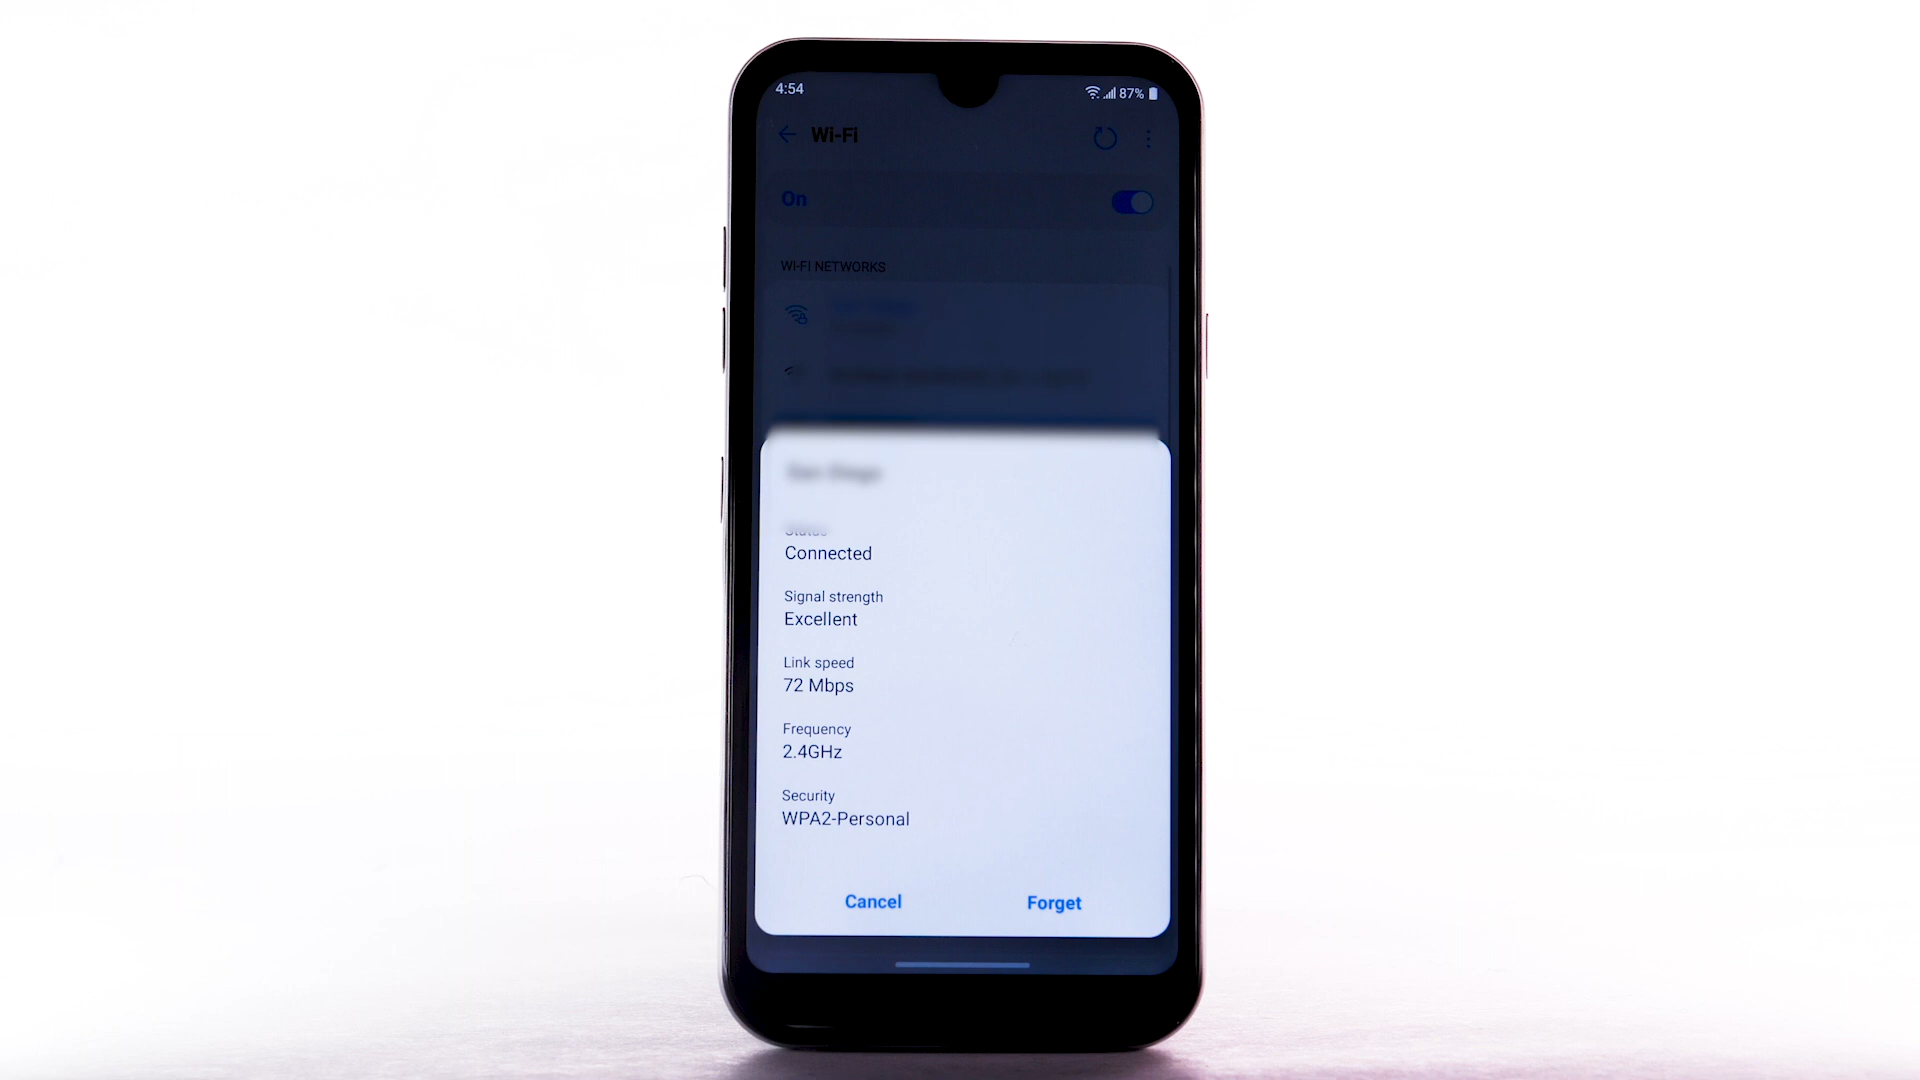 4:54
87%
Wi-Fi
On
WI-FI NETWORKS
Status
Connected
Signal strength
Excellent
Link speed
72 Mbps
Frequency
2.4GHz
Security
WPA2-Personal
Cancel
Forget